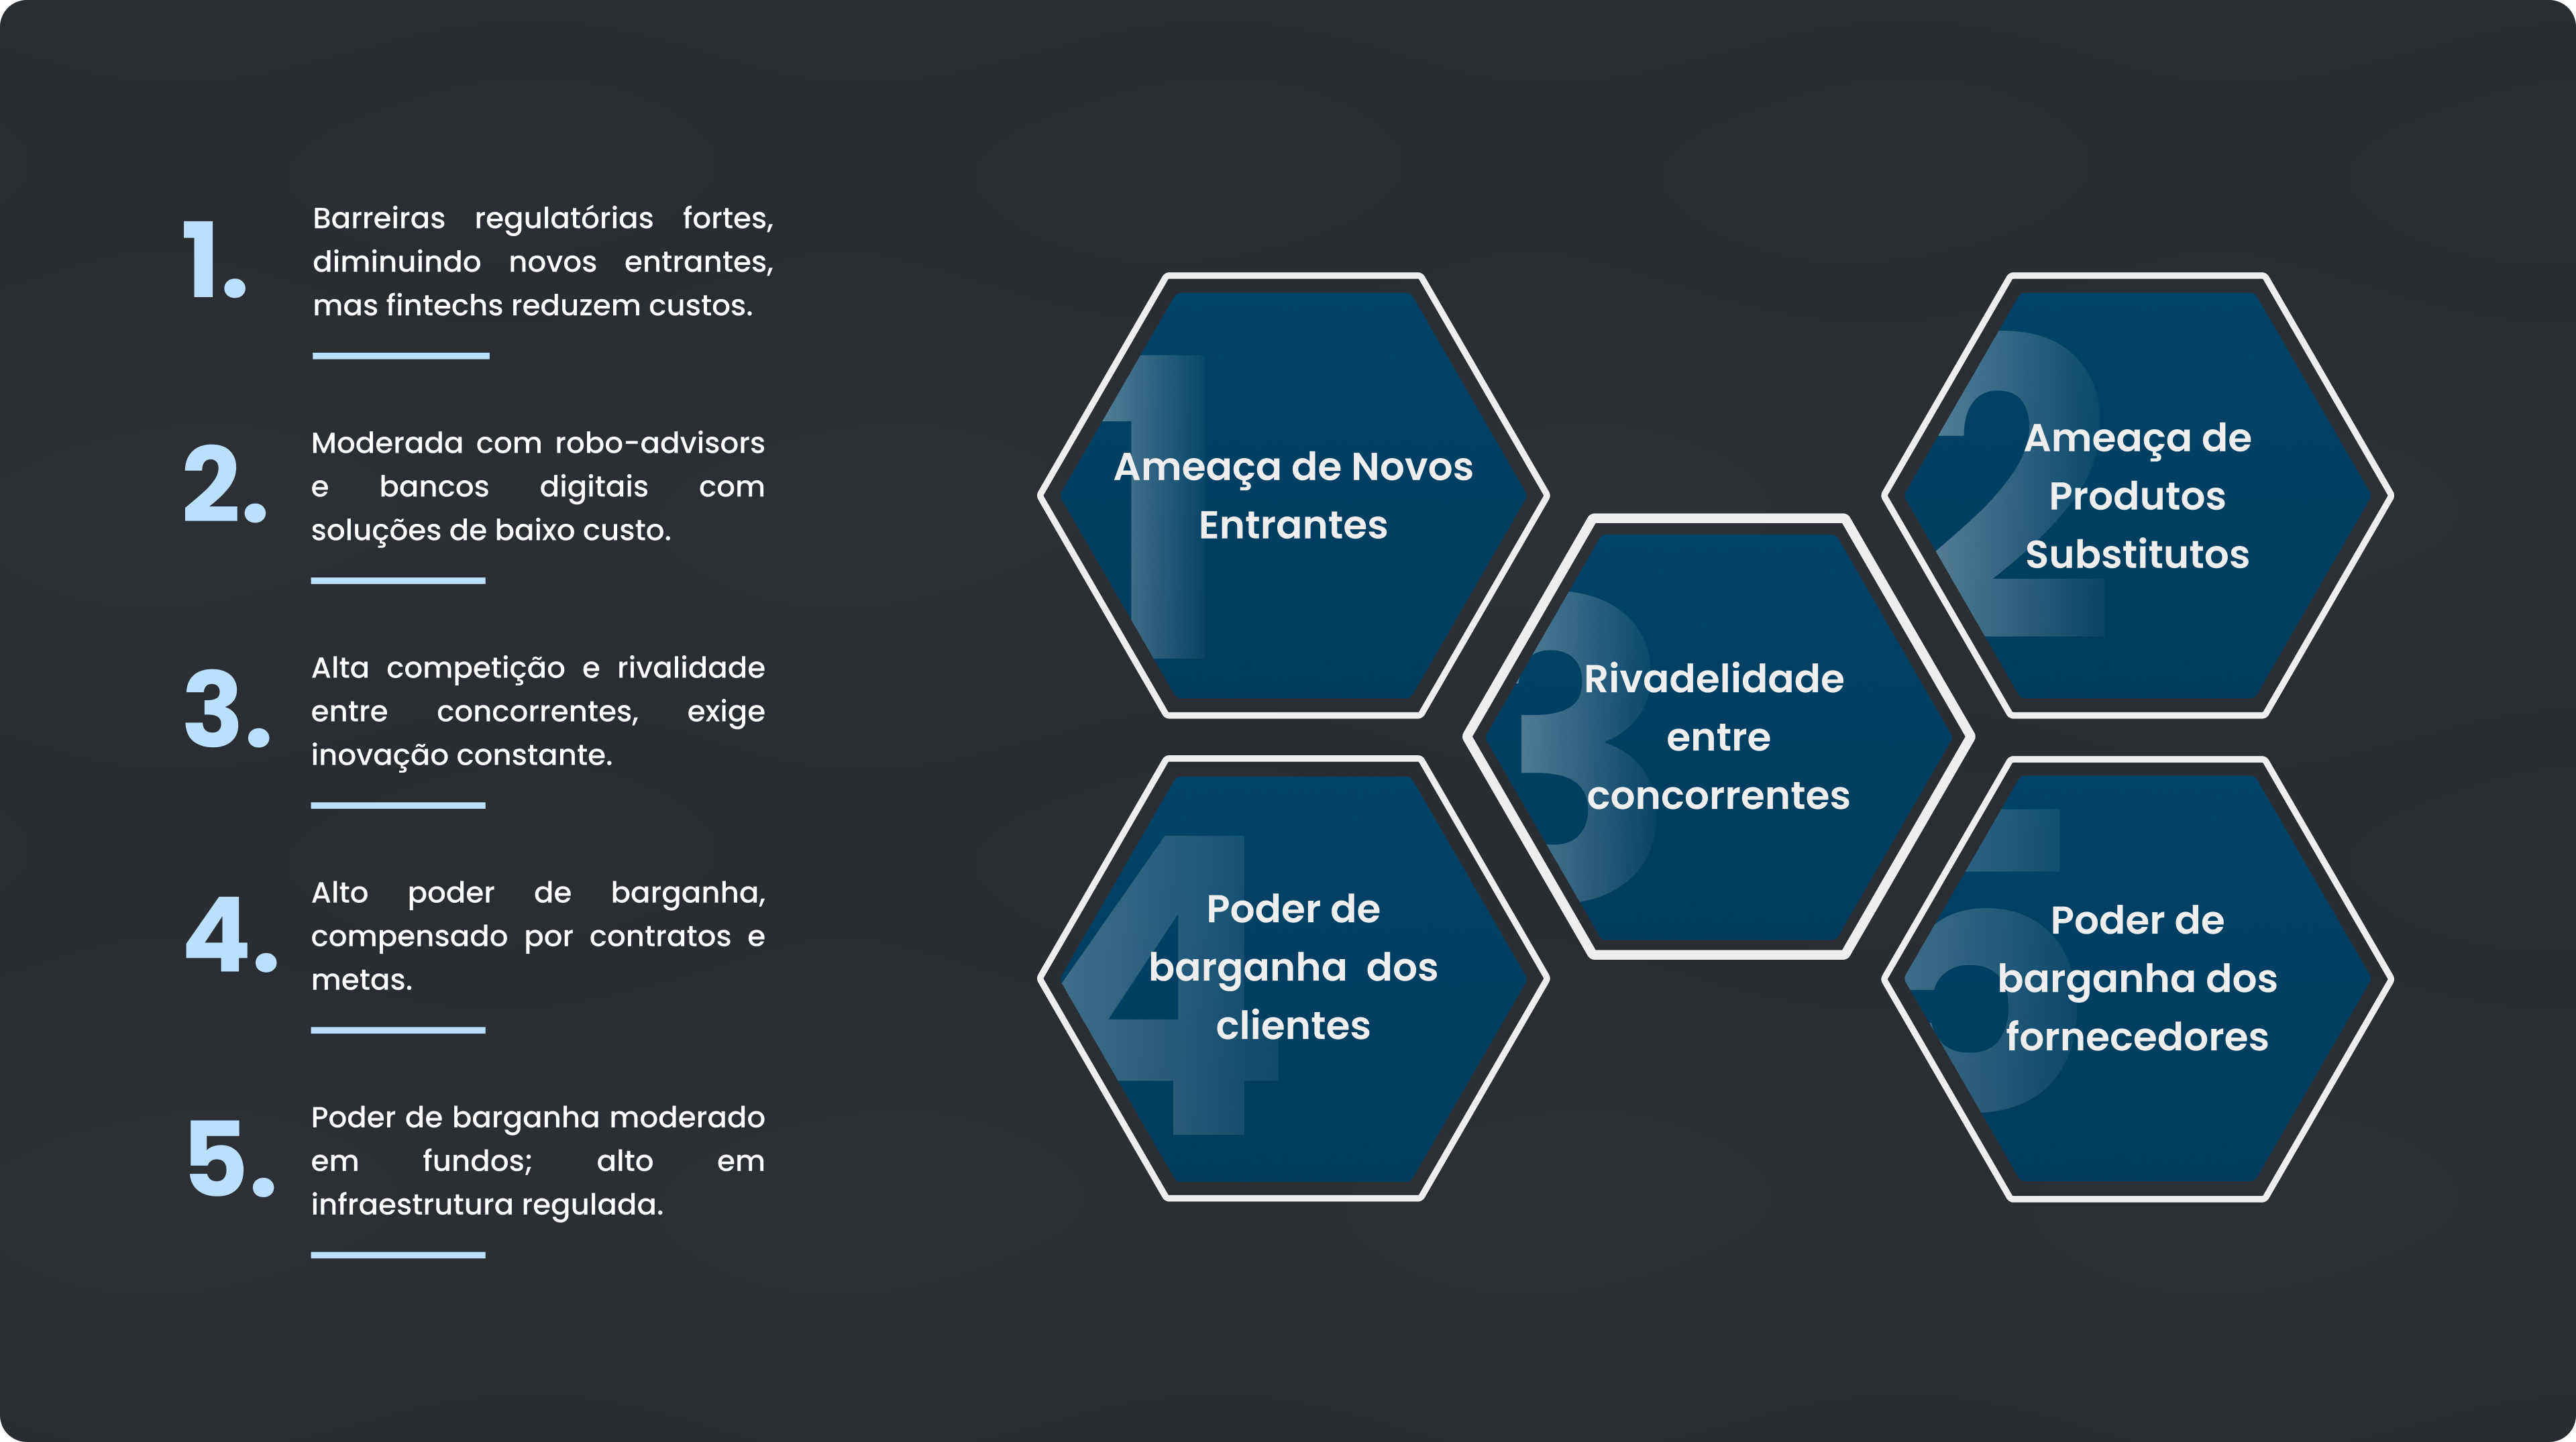 1.
Barreiras regulatórias fortes,
diminuindo novos entrantes,
mas fintechs reduzem custos.
2.
Moderada com robo-advisors
e bancos digitais com
soluções de baixo custo.
3.
Alta competição e rivalidade
entre concorrentes, exige
inovação constante.
4.
Alto poder de barganha,
compensado por contratos e
metas.
5.
Poder de barganha moderado
em fundos; alto em
infraestrutura regulada.
1
Ameaça de Novos
Entrantes
2
Ameaça de
Produtos
Substitutos
3
Rivadelidade
entre
concorrentes
4
Poder de
barganha dos
clientes
5
Poder de
barganha dos
fornecedores